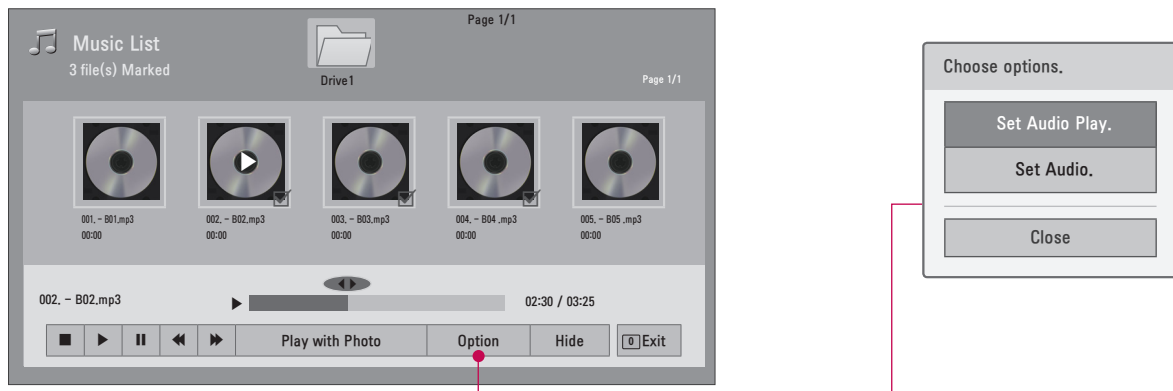 Page 1/1
Music List
3 file(s) Marked
Drive1
Page 1/1
001. - B01.mp3
00:00
002. - B02.mp3
00:00
003. - B03.mp3
00:00
004. - B04 .mp3
00:00
005. - B05 .mp3
00:00
002. - B02.mp3
02:30 / 03:25
Play with Photo
Option
Hide
0 Exit
Choose options.
Set Audio Play.
Set Audio.
Close